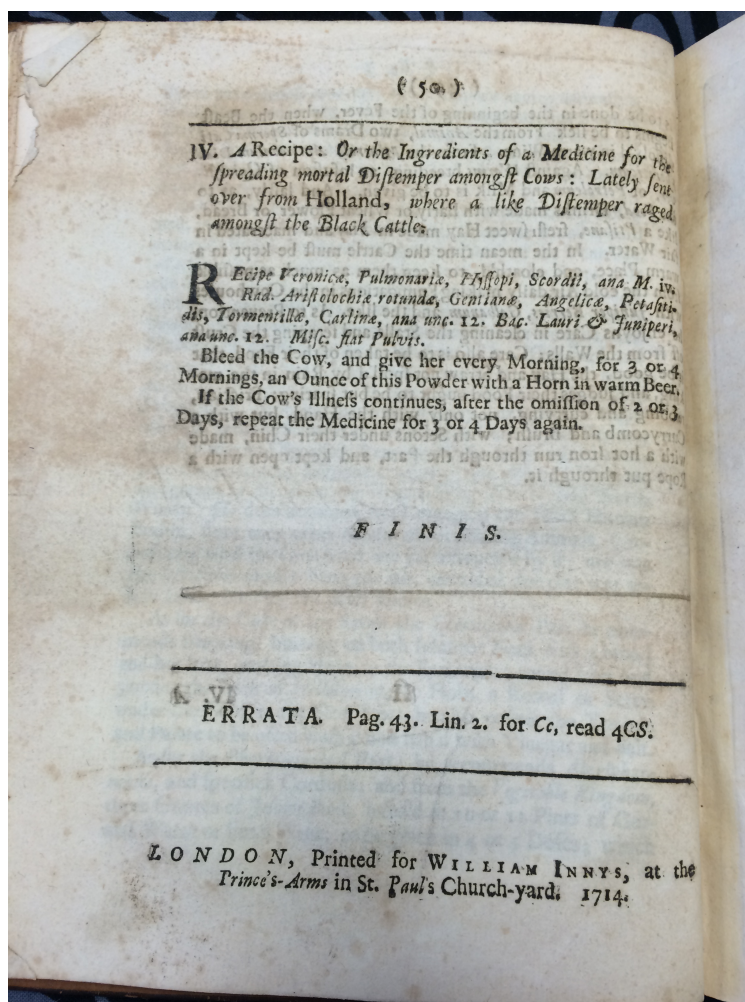 ( 50 )
IV. A Recipe: Or the Ingredients of a Medicine for the
ſpreading mortal Diſtemper amongſt Cows: Lately ſent
over from Holland, where a like Diſtemper raged
amongſt the Black Cattle.
REcipe Veronicæ, Pulmonariæ, Hyſſopi, Scordii, ana M. iv.
Rad. Ariſtolochiæ rotundæ, Gentianæ, Angelicæ, Petaſiti-
dis, Tormentillæ, Carlinæ, ana unc. 12. Bac. Lauri & Juniperi,
ana unc. 12. Miſc. fiat Pulvis.
Bleed the Cow, and give her every Morning, for 3 or 4
Mornings, an Ounce of this Powder with a Horn in warm Beer.
If the Cow's Illneſs continues, after the omiſſion of 2 or 3
Days, repeat the Medicine for 3 or 4 Days again.
FINIS.
ERRATA. Pag. 43. Lin. 2. for Cc, read 4CS.
LONDON, Printed for WILLIAM INNYS, at the
Prince's-Arms in St. Paul's Church-yard. 1714.